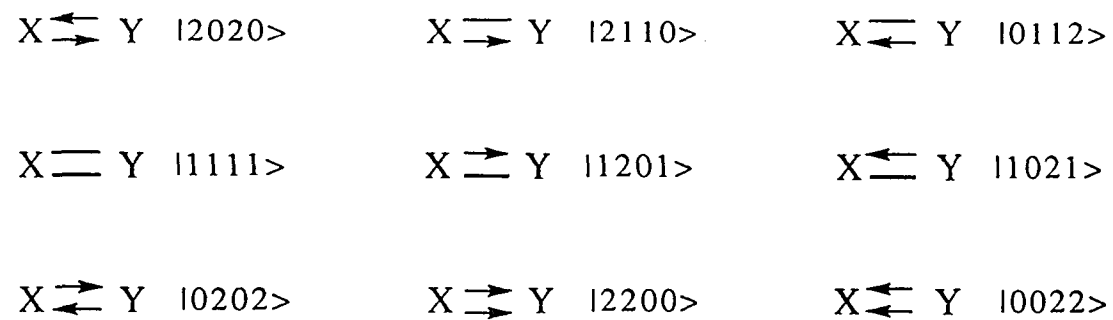 X Y |2020> X Y |2110> X Y |0112>
X Y |1111> X Y |1201> X Y |1021>
X Y |0202> X Y |2200> X Y |0022>